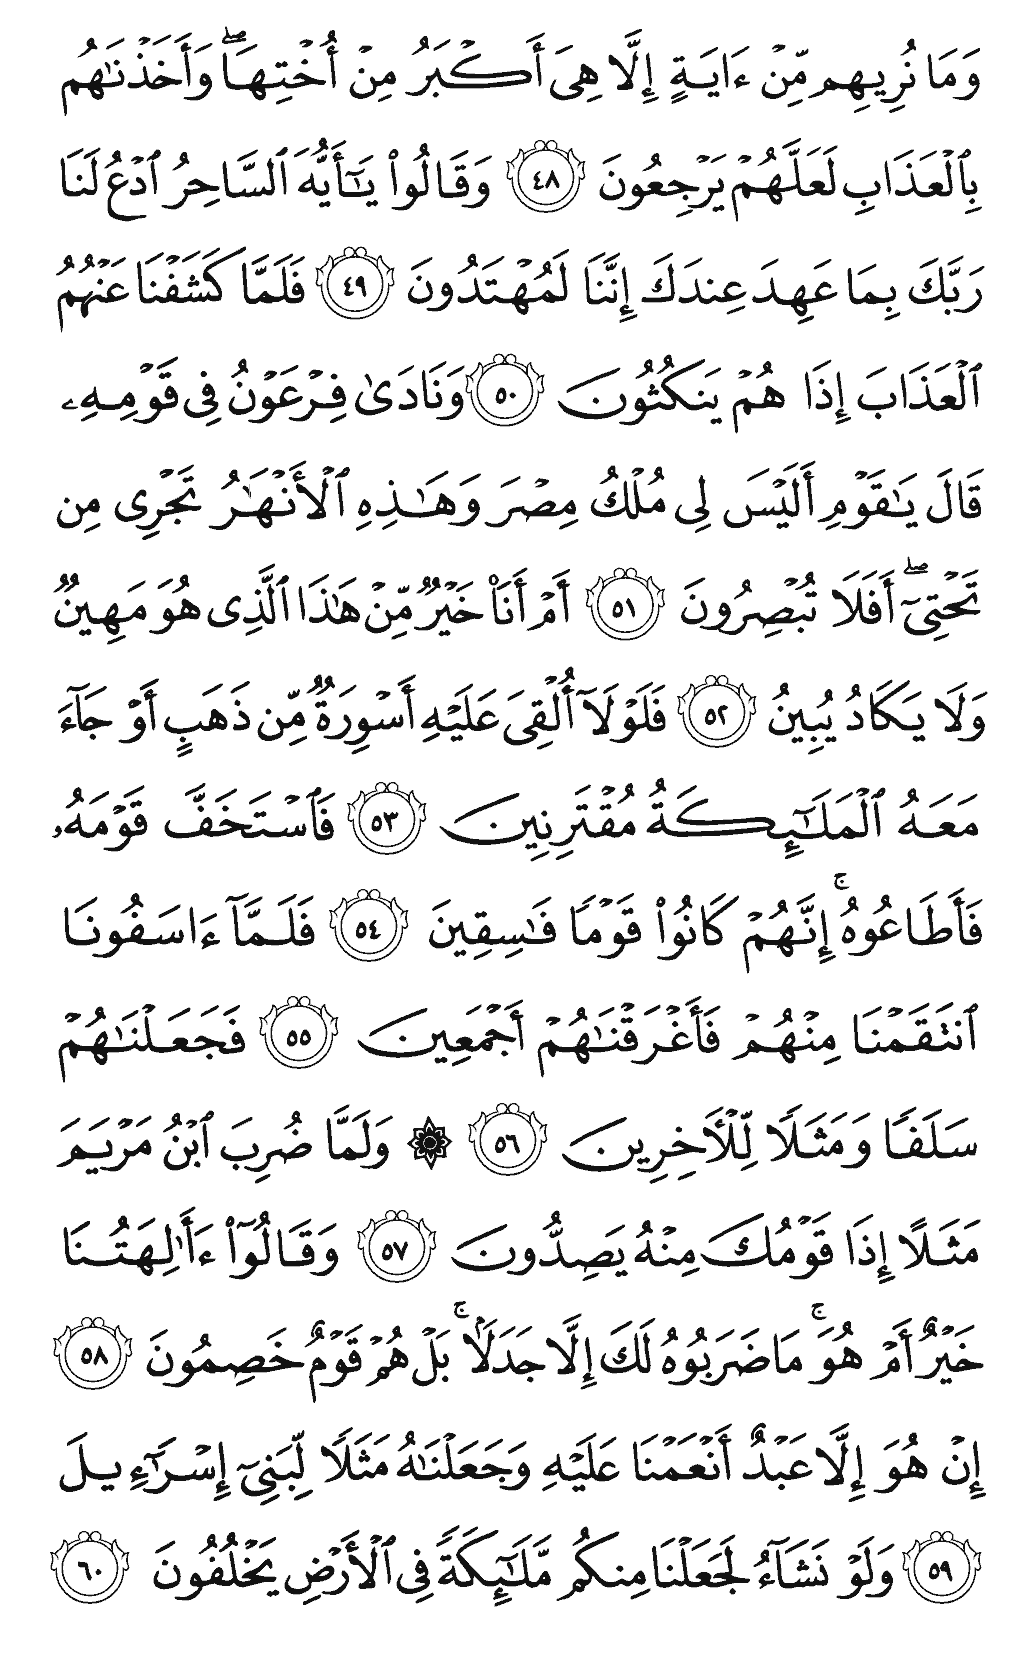 وَمَا نُرِيهِم مِّنْ ءَايَةٍ إِلَّا هِىَ أَكْبَرُ مِنْ أُخْتِهَا ۖ وَأَخَذْنَـٰهُم
بِٱلْعَذَابِ لَعَلَّهُمْ يَرْجِعُونَ ٤٨ وَقَالُوا۟ يَـٰٓأَيُّهَ ٱلسَّاحِرُ ٱدْعُ لَنَا
رَبَّكَ بِمَا عَهِدَ عِندَكَ إِنَّنَا لَمُهْتَدُونَ ٤٩ فَلَمَّا كَشَفْنَا عَنْهُمُ
ٱلْعَذَابَ إِذَا هُمْ يَنكُثُونَ ٥٠ وَنَادَىٰ فِرْعَوْنُ فِى قَوْمِهِۦ
قَالَ يَـٰقَوْمِ أَلَيْسَ لِى مُلْكُ مِصْرَ وَهَـٰذِهِ ٱلْأَنْهَـٰرُ تَجْرِى مِن
تَحْتِىٓ ۖ أَفَلَا تُبْصِرُونَ ٥١ أَمْ أَنَا۠ خَيْرٌ مِّنْ هَـٰذَا ٱلَّذِى هُوَ مَهِينٌ
وَلَا يَكَادُ يُبِينُ ٥٢ فَلَوْلَآ أُلْقِىَ عَلَيْهِ أَسْوِرَةٌ مِّن ذَهَبٍ أَوْ جَآءَ
مَعَهُ ٱلْمَلَـٰٓئِكَةُ مُقْتَرِنِينَ ٥٣ فَٱسْتَخَفَّ قَوْمَهُۥ
فَأَطَاعُوهُ ۚ إِنَّهُمْ كَانُوا۟ قَوْمًا فَـٰسِقِينَ ٥٤ فَلَمَّآ ءَاسَفُونَا
ٱنتَقَمْنَا مِنْهُمْ فَأَغْرَقْنَـٰهُمْ أَجْمَعِينَ ٥٥ فَجَعَلْنَـٰهُمْ
سَلَفًا وَمَثَلًا لِّلْـَٔاخِرِينَ ٥٦ ۞ وَلَمَّا ضُرِبَ ٱبْنُ مَرْيَمَ
مَثَلًا إِذَا قَوْمُكَ مِنْهُ يَصِدُّونَ ٥٧ وَقَالُوٓا۟ ءَأَـٰلِهَتُنَا
خَيْرٌ أَمْ هُوَ ۚ مَا ضَرَبُوهُ لَكَ إِلَّا جَدَلًۢا ۚ بَلْ هُمْ قَوْمٌ خَصِمُونَ ٥٨
إِنْ هُوَ إِلَّا عَبْدٌ أَنْعَمْنَا عَلَيْهِ وَجَعَلْنَـٰهُ مَثَلًا لِّبَنِىٓ إِسْرَٰٓءِيلَ
٥٩ وَلَوْ نَشَآءُ لَجَعَلْنَا مِنكُم مَّلَـٰٓئِكَةً فِى ٱلْأَرْضِ يَخْلُفُونَ ٦٠